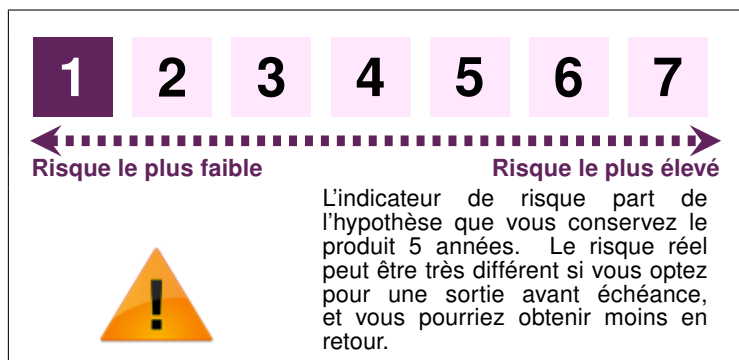 1 2 3 4 5 6 7
Risque le plus faible Risque le plus élevé
L'indicateur de risque part de
l'hypothèse que vous conservez le
produit 5 années. Le risque réel
peut être très différent si vous optez
pour une sortie avant échéance,
et vous pourriez obtenir moins en
retour.